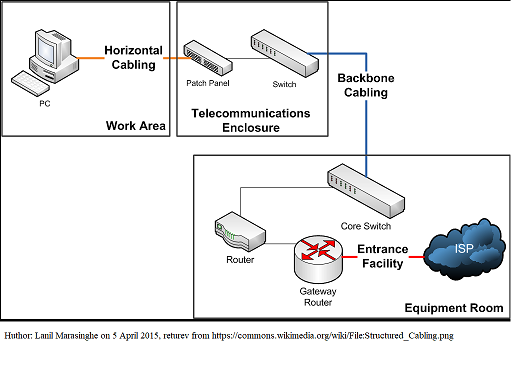 Horizontal
Cabling
PC
Work Area
Patch Panel
Switch
Telecommunications
Enclosure
Backbone
Cabling
Core Switch
Router
Gateway
Router
Entrance
Facility
ISP
Equipment Room
Huthor: Lanil Marasinghe on 5 April 2015, returev from https://commons.wikimedia.org/wiki/File:Structured_Cabling.png